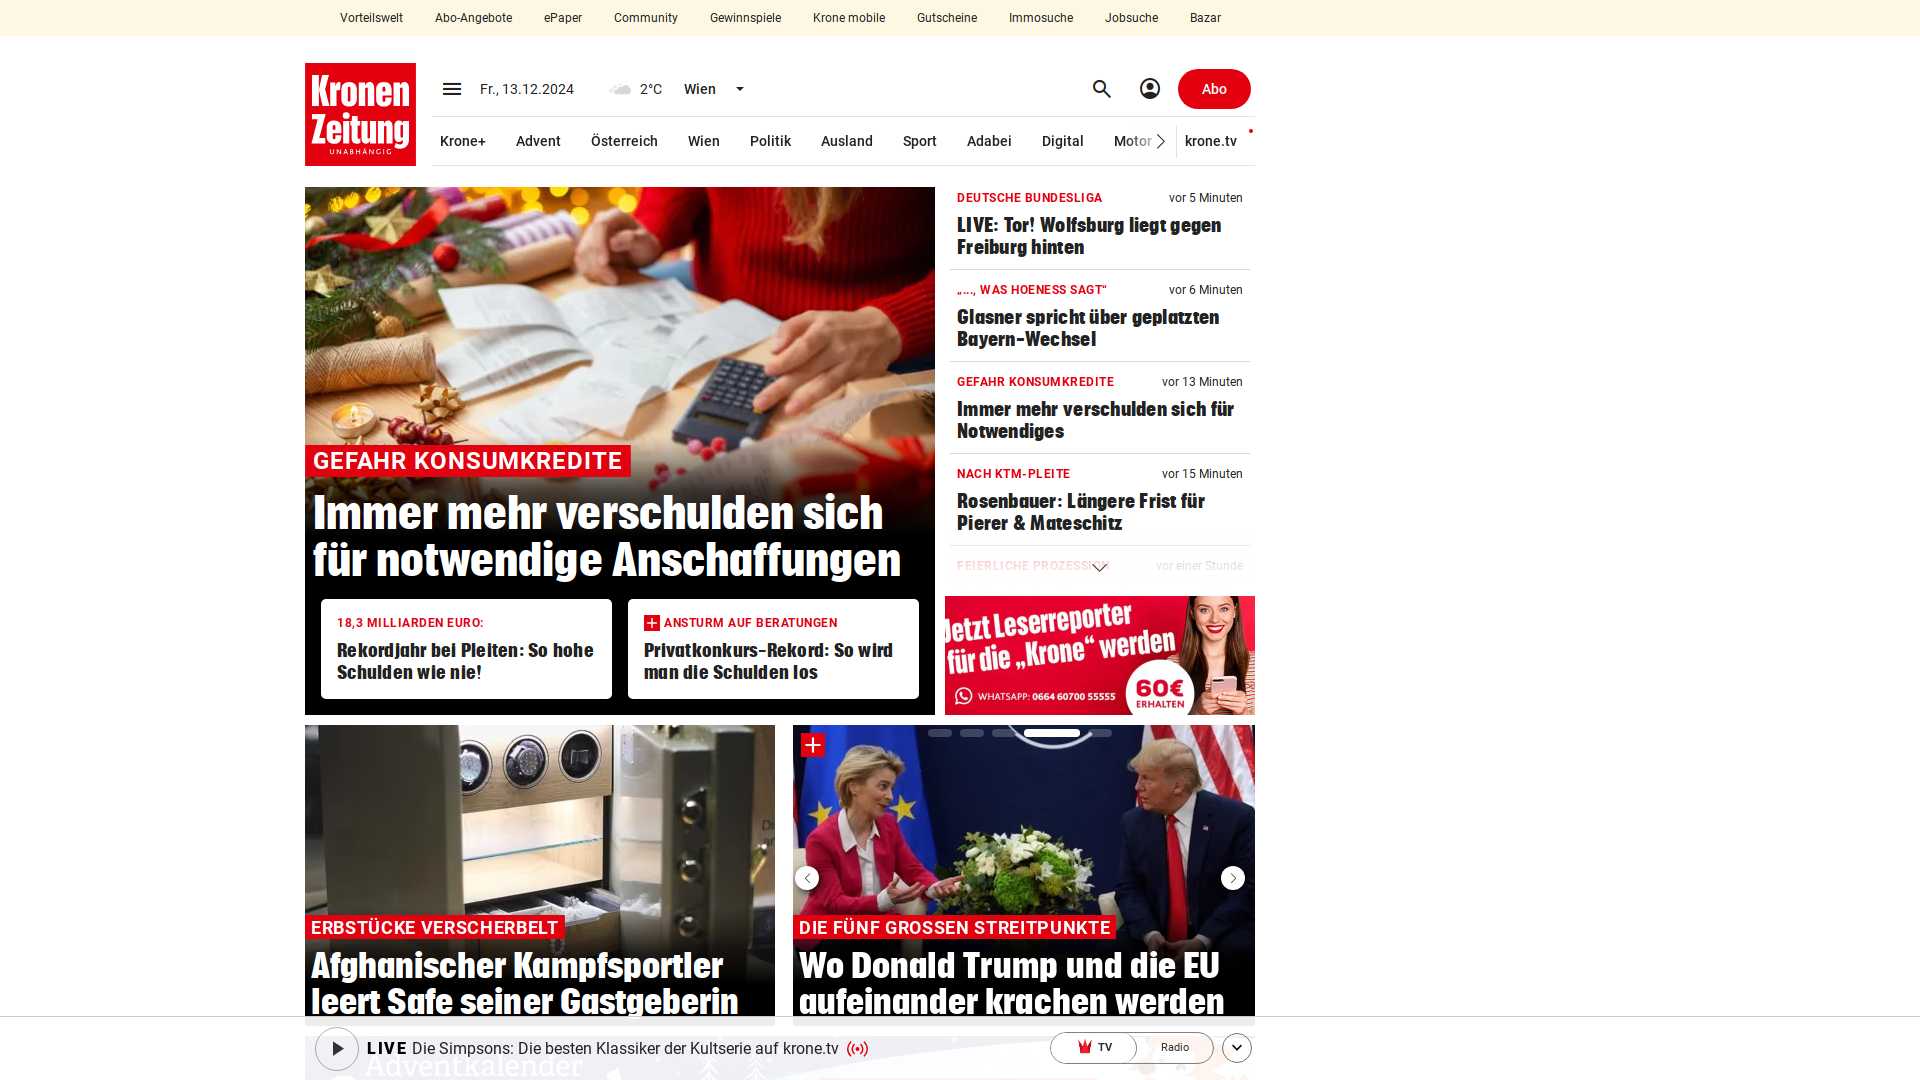 Vorteilswelt Abo-Angebote ePaper Community Gewinnspiele Krone mobile Gutscheine Immosuche Jobsuche Bazar
Kronen
Zeitung
UNABHÄNGIG
Fr., 13.12.2024 2°C Wien Abo
Krone+ Advent Österreich Wien Politik Ausland Sport Adabei Digital Motor krone.tv
GEFAHR KONSUMKREDITE
Immer mehr verschulden sich
für notwendige Anschaffungen
18,3 MILLIARDEN EURO:
Rekordjahr bei Pleiten: So hohe
Schulden wie nie!
ANSTURM AUF BERATUNGEN
Privatkonkurs-Rekord: So wird
man die Schulden los
DEUTSCHE BUNDESLIGA vor 5 Minuten
LIVE: Tor! Wolfsburg liegt gegen
Freiburg hinten
„..., WAS HOENESS SAGT“ vor 6 Minuten
Glasner spricht über geplatzten
Bayern-Wechsel
GEFAHR KONSUMKREDITE vor 13 Minuten
Immer mehr verschulden sich für
Notwendiges
NACH KTM-PLEITE vor 15 Minuten
Rosenbauer: Längere Frist für
Pierer & Mateschitz
FEIERLICHE PROZESSION vor einer Stunde
Jetzt Leserreporter
für die „Krone“ werden
WHATSAPP: 0664 60700 55555
60€
ERHALTEN
ERBSTÜCKE VERSCHERBELT
Afghanischer Kampfsportler
leert Safe seiner Gastgeberin
DIE FÜNF GROSSEN STREITPUNKTE
Wo Donald Trump und die EU
aufeinander krachen werden
LIVE Die Simpsons: Die besten Klassiker der Kultserie auf krone.tv TV Radio
Adventkalender